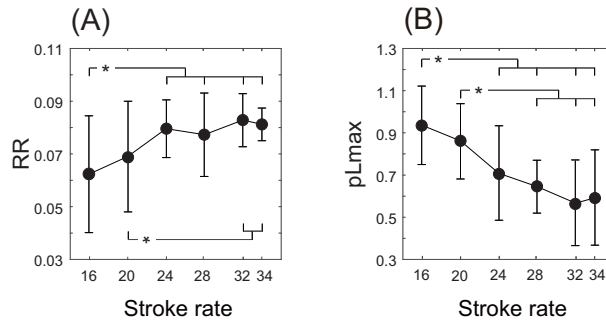 (A)
0.11
0.09
0.07
0.05
0.03
RR
*
*
16 20 24 28 32 34
Stroke rate
(B)
1.3
1.1
0.9
0.7
0.5
0.3
pLmax
*
*
16 20 24 28 32 34
Stroke rate